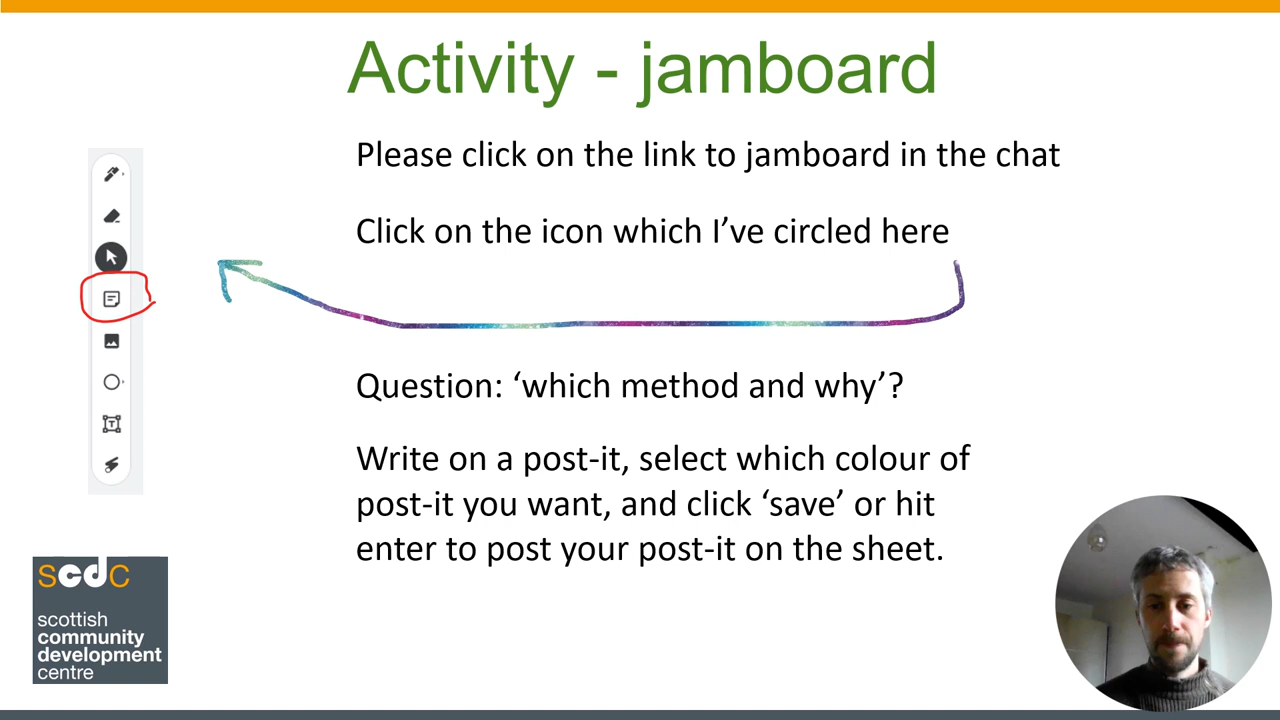 Activity - jamboard
Please click on the link to jamboard in the chat
Click on the icon which I’ve circled here
Question: ‘which method and why’?
Write on a post-it, select which colour of
post-it you want, and click ‘save’ or hit
enter to post your post-it on the sheet.
scdc
scottish
community
development
centre